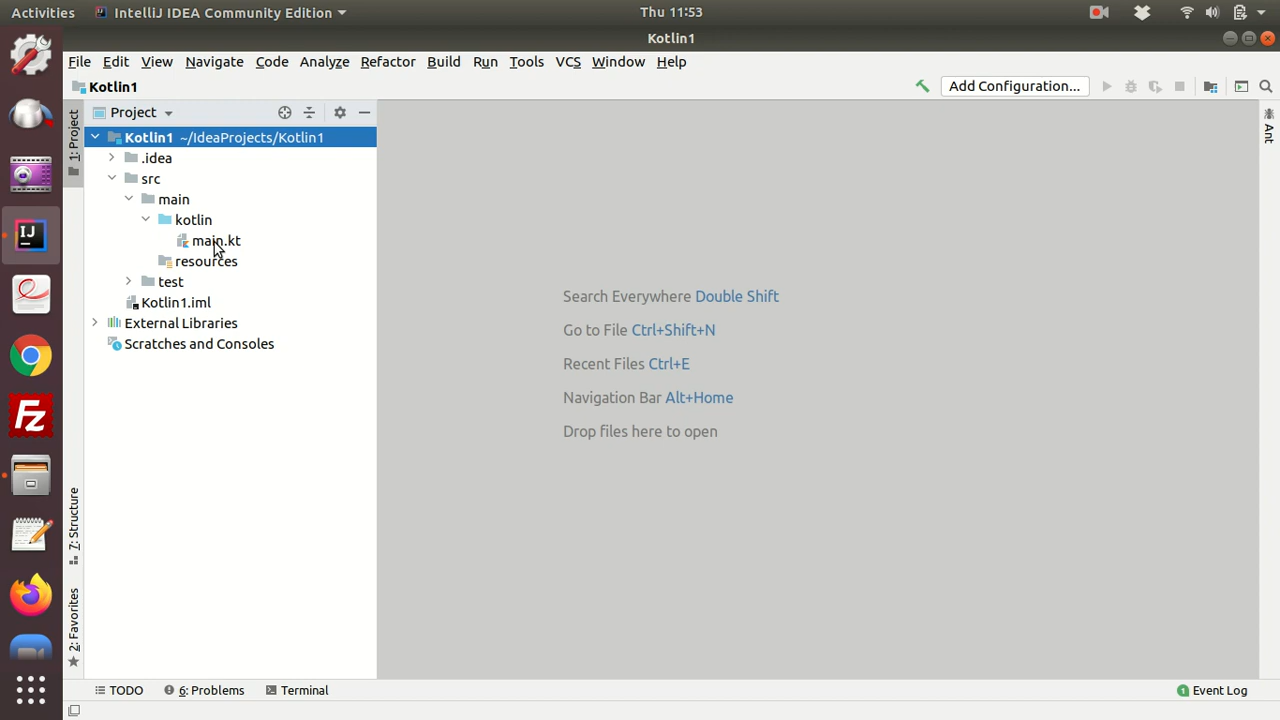 Activities IntelliJ IDEA Community Edition Thu 11:53
Kotlin1
File Edit View Navigate Code Analyze Refactor Build Run Tools VCS Window Help
Kotlin1 Add Configuration...
1: Project
Project
Kotlin1 ~/IdeaProjects/Kotlin1
.idea
src
main
kotlin
main.kt
resources
test
Kotlin1.iml
External Libraries
Scratches and Consoles
Search Everywhere Double Shift
Go to File Ctrl+Shift+N
Recent Files Ctrl+E
Navigation Bar Alt+Home
Drop files here to open
Ant
IJ
Fz
7: Structure
2: Favorites
TODO 6: Problems Terminal 1 Event Log